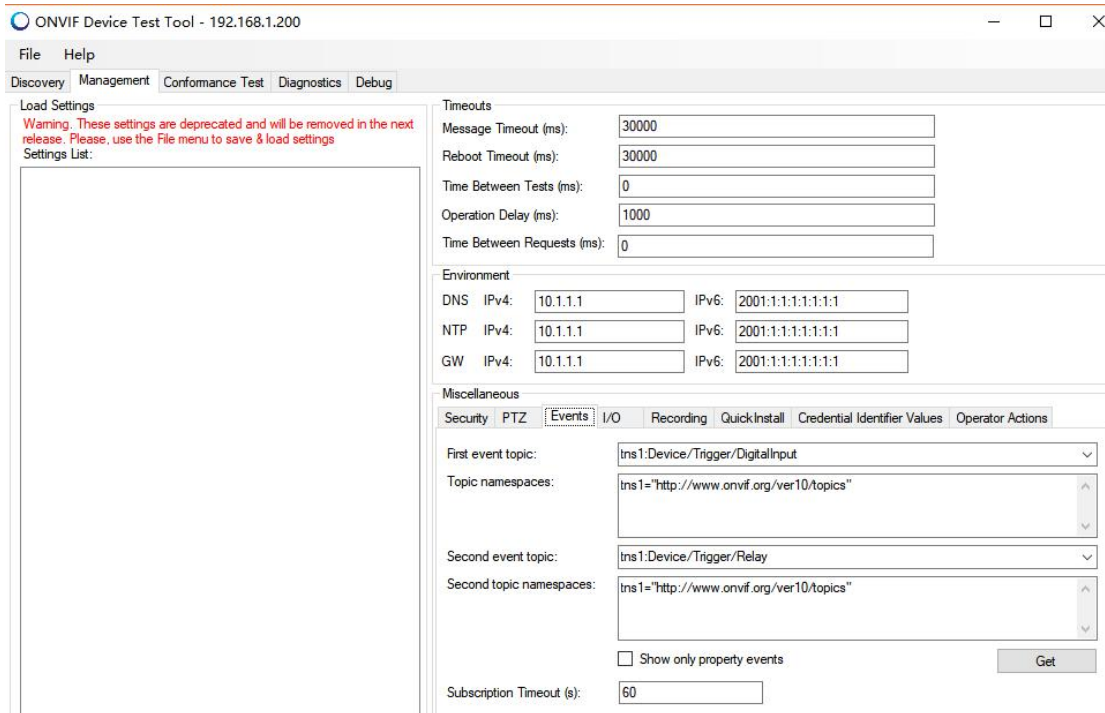 ONVIF Device Test Tool - 192.168.1.200
File Help
Discovery Management Conformance Test Diagnostics Debug
Load Settings
Warning. These settings are deprecated and will be removed in the next
release. Please, use the File menu to save & load settings
Settings List:
Timeouts
Message Timeout (ms): 30000
Reboot Timeout (ms): 30000
Time Between Tests (ms): 0
Operation Delay (ms): 1000
Time Between Requests (ms): 0
Environment
DNS IPv4: 10.1.1.1 IPv6: 2001:1:1:1:1:1:1:1
NTP IPv4: 10.1.1.1 IPv6: 2001:1:1:1:1:1:1:1
GW IPv4: 10.1.1.1 IPv6: 2001:1:1:1:1:1:1:1
Miscellaneous
Security PTZ Events I/O Recording QuickInstall Credential Identifier Values Operator Actions
First event topic: tns1:Device/Trigger/DigitalInput
Topic namespaces: tns1="http://www.onvif.org/ver10/topics"
Second event topic: tns1:Device/Trigger/Relay
Second topic namespaces: tns1="http://www.onvif.org/ver10/topics"
Show only property events Get
Subscription Timeout (s): 60